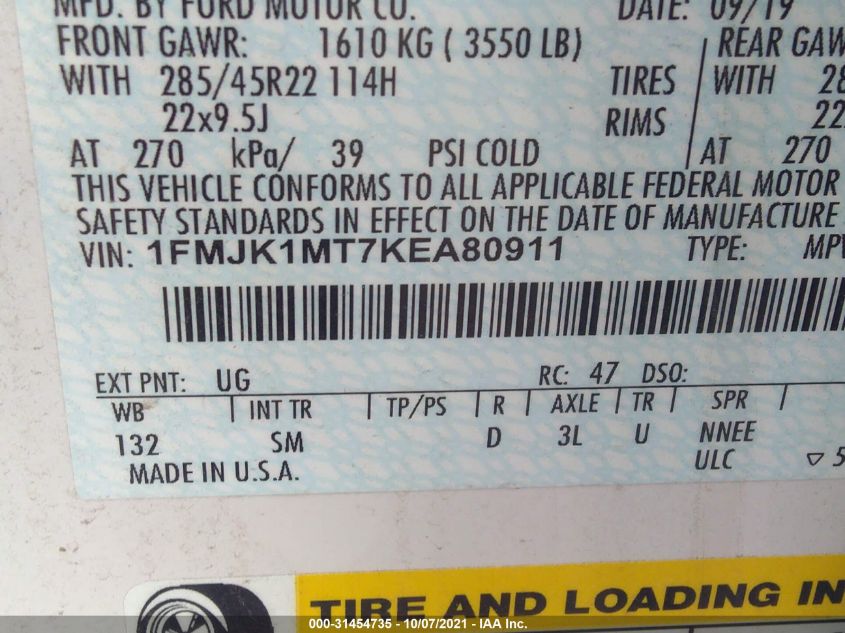 MFD. BY FORD MOTOR CO. DATE: 09/19
FRONT GAWR: 1610 KG ( 3550 LB) REAR GAW
WITH 285/45R22 114H TIRES WITH 28
22x9.5J RIMS 22
AT 270 kPa/ 39 PSI COLD AT 270
THIS VEHICLE CONFORMS TO ALL APPLICABLE FEDERAL MOTOR
SAFETY STANDARDS IN EFFECT ON THE DATE OF MANUFACTURE
VIN: 1FMJK1MT7KEA80911 TYPE: MPV
EXT PNT: UG RC: 47 DSO:
WB INT TR TP/PS R AXLE TR SPR
132 SM D 3L U NNEE
ULC ▽ 5
MADE IN U.S.A.
TIRE AND LOADING IN
000-31454735 - 10/07/2021 - IAA Inc.